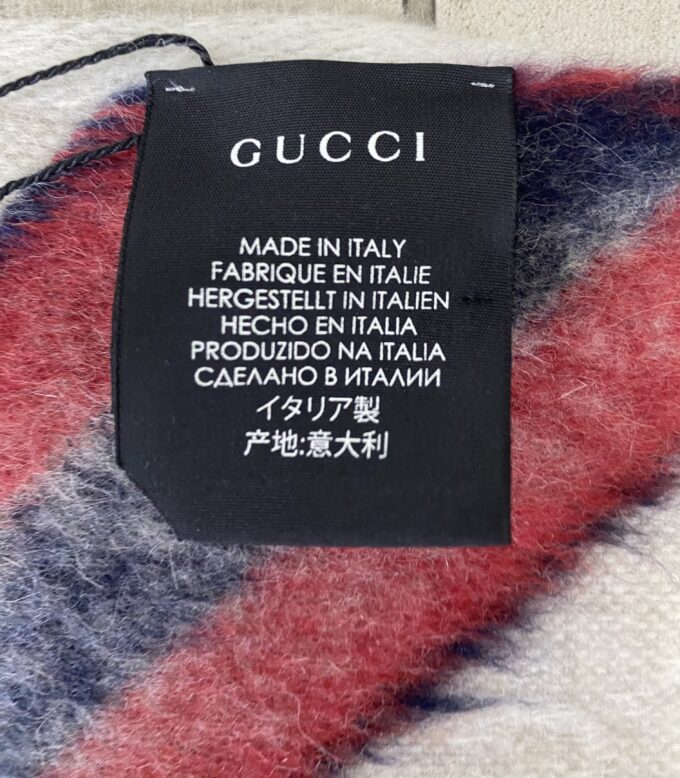 GUCCI
MADE IN ITALY
FABRIQUE EN ITALIE
HERGESTELLT IN ITALIEN
HECHO EN ITALIA
PRODUZIDO NA ITALIA
СДЕЛАНО В ИТАЛИИ
イタリア製
产地:意大利